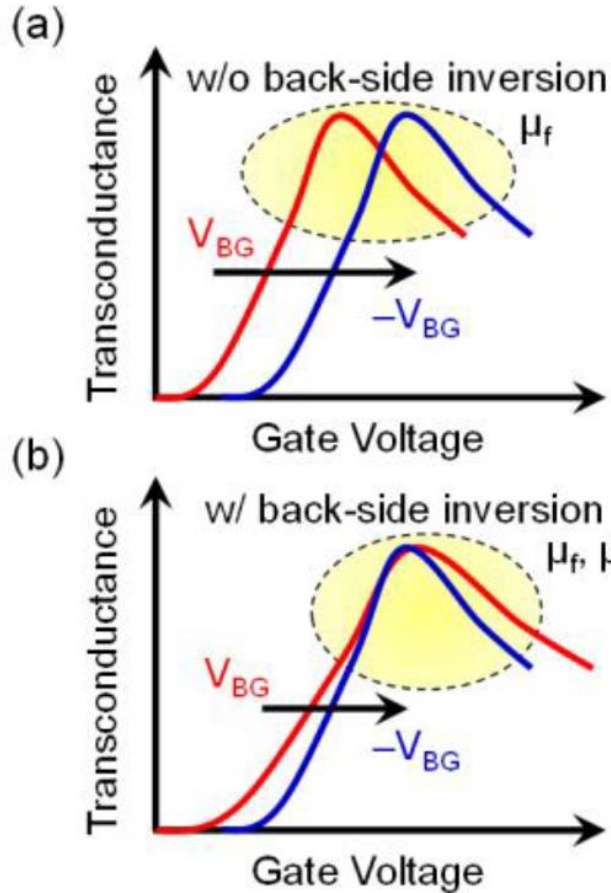 (a)
w/o back-side inversion
μf
VBG
–VBG
Transconductance
Gate Voltage
(b)
w/ back-side inversion
μf, μ
VBG
–VBG
Transconductance
Gate Voltage